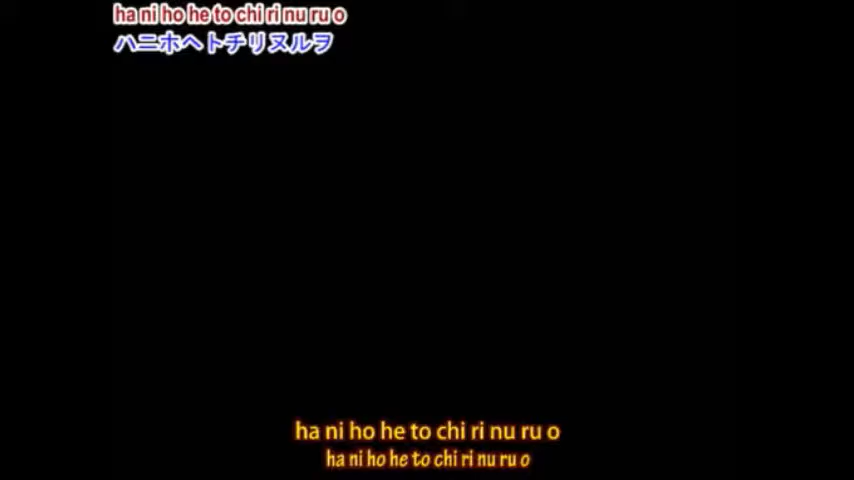 ha ni ho he to chi ri nu ru o
ハニホヘトチリヌルヲ
ha ni ho he to chi ri nu ru o
ha ni ho he to chi ri nu ru o